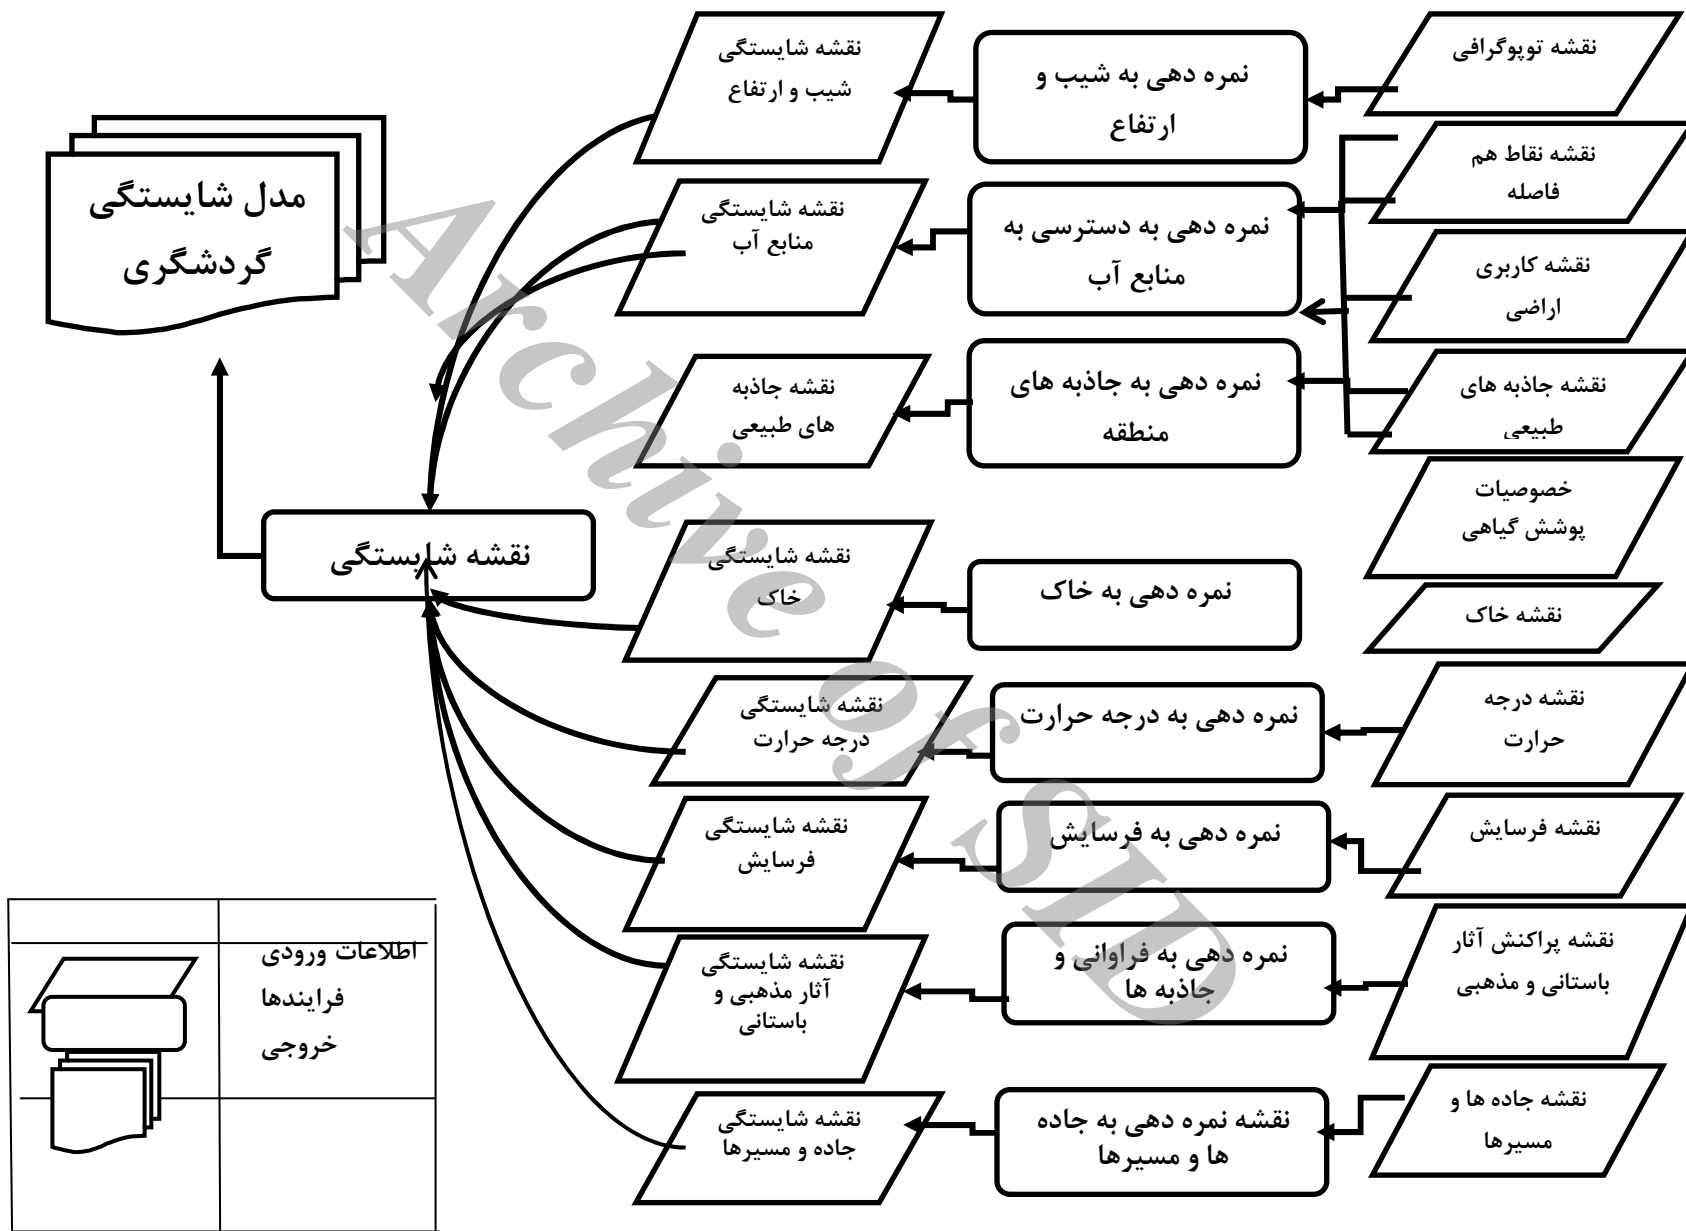 نقشه توپوگرافی
نمره دهی به شیب و
ارتفاع
نقشه شایستگی
شیب و ارتفاع
نقشه نقاط هم
فاصله
نمره دهی به دسترسی به
منابع آب
نقشه شایستگی
منابع آب
مدل شایستگی
گردشگری
نقشه کاربری
اراضی
نقشه جاذبه های
طبیعی
نمره دهی به جاذبه های
منطقه
نقشه جاذبه
های طبیعی
خصوصیات
پوشش گیاهی
نقشه خاک
نمره دهی به خاک
نقشه شایستگی
خاک
نقشه شایستگی
نقشه درجه
حرارت
نمره دهی به درجه حرارت
نقشه شایستگی
درجه حرارت
نقشه فرسایش
نمره دهی به فرسایش
نقشه شایستگی
فرسایش
نقشه پراکنش آثار
باستانی و مذهبی
نمره دهی به فراوانی و
جاذبه ها
نقشه شایستگی
آثار مذهبی و
باستانی
نقشه جاده ها و
مسیرها
نقشه نمره دهی به جاده
ها و مسیرها
نقشه شایستگی
جاده و مسیرها
اطلاعات ورودی
فرایندها
خروجی
Archive of SID